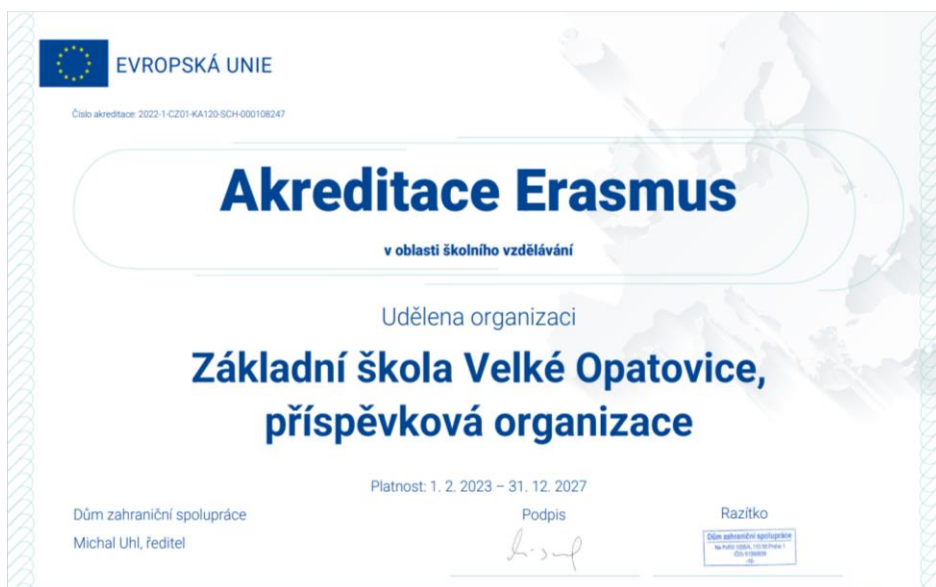 EVROPSKÁ UNIE
Číslo akreditace: 2022-1-CZ01-KA120-SCH-000108247
Akreditace Erasmus
v oblasti školního vzdělávání
Udělena organizaci
Základní škola Velké Opatovice,
příspěvková organizace
Platnost: 1. 2. 2023 – 31. 12. 2027
Dům zahraniční spolupráce
Michal Uhl, ředitel
Podpis
Razítko
Dům zahraniční spolupráce